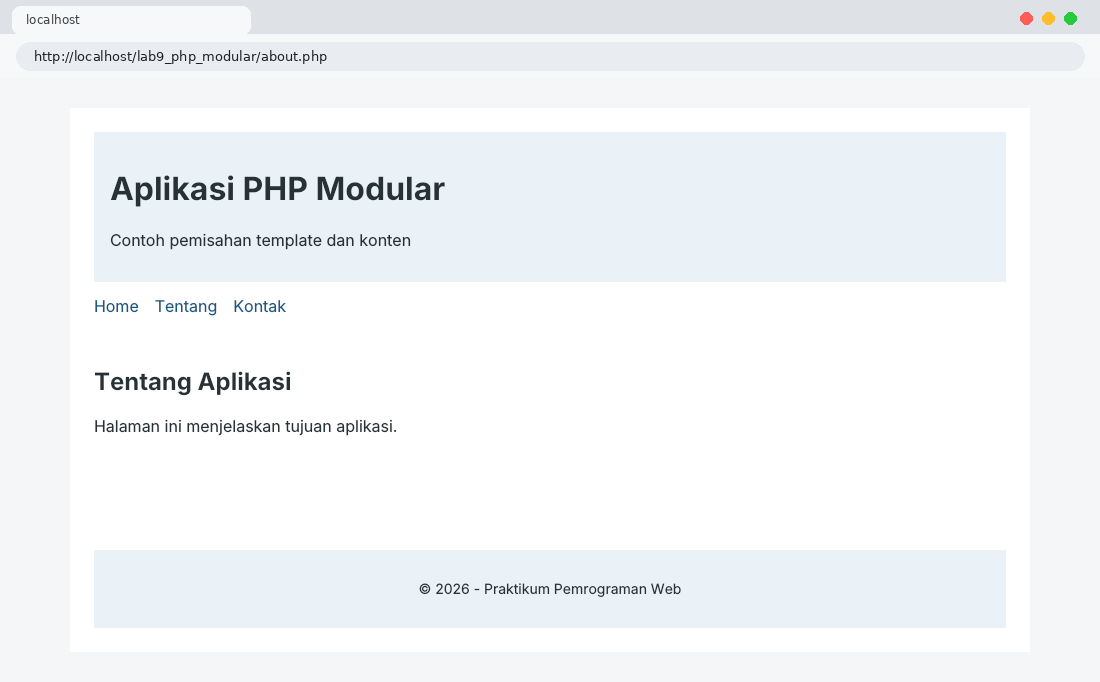 localhost
http://localhost/lab9_php_modular/about.php
Aplikasi PHP Modular
Contoh pemisahan template dan konten
Home Tentang Kontak
Tentang Aplikasi
Halaman ini menjelaskan tujuan aplikasi.
© 2026 - Praktikum Pemrograman Web